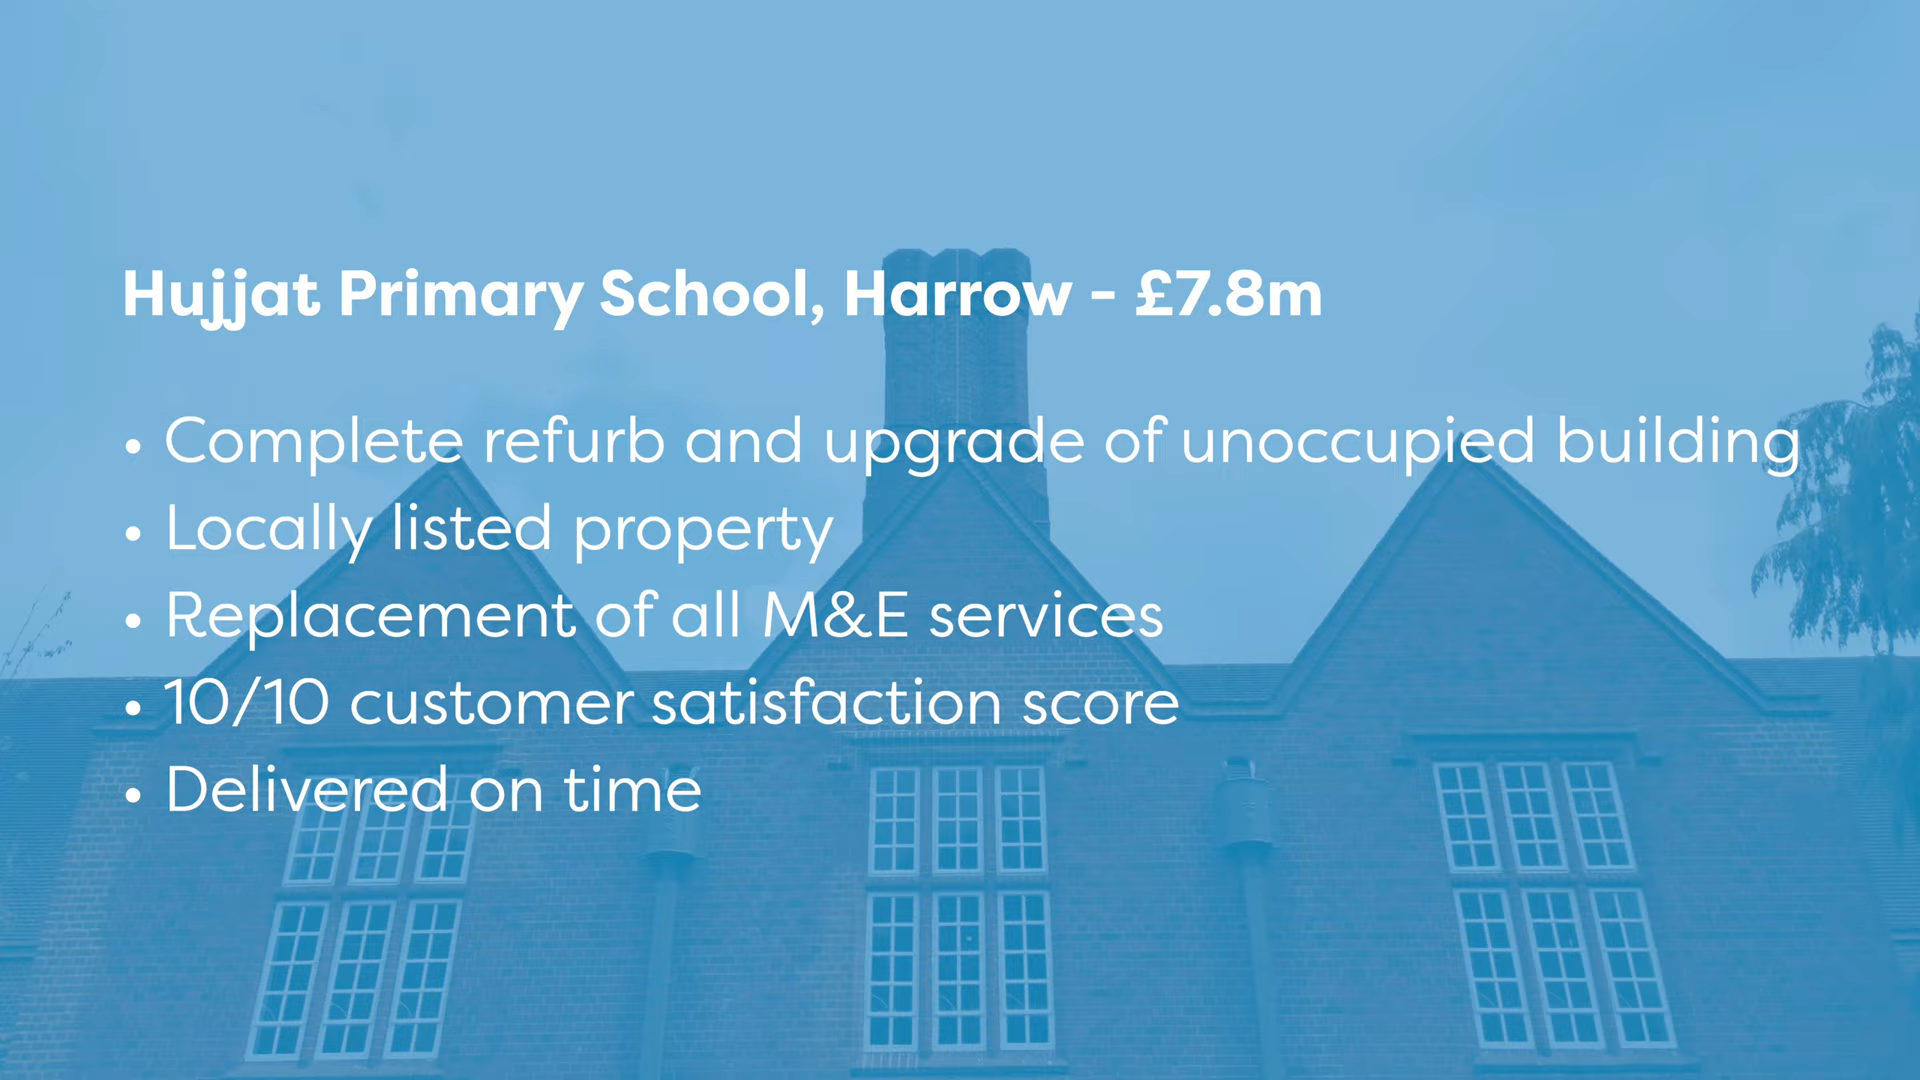 Hujjat Primary School, Harrow - £7.8m
• Complete refurb and upgrade of unoccupied building
• Locally listed property
• Replacement of all M&E services
• 10/10 customer satisfaction score
• Delivered on time